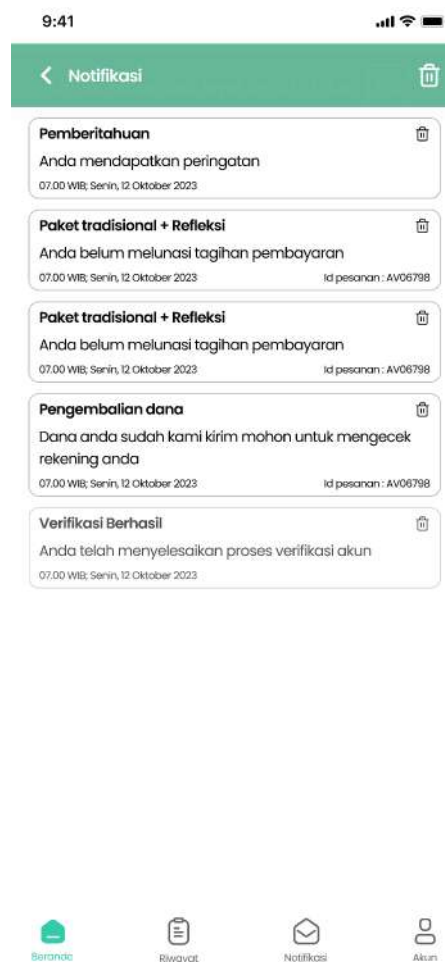 9:41
Notifikasi
Pemberitahuan
Anda mendapatkan peringatan
07.00 WIB; Senin, 12 Oktober 2023
Paket tradisional + Refleksi
Anda belum melunasi tagihan pembayaran
07.00 WIB; Senin, 12 Oktober 2023 Id pesanan : AV06798
Paket tradisional + Refleksi
Anda belum melunasi tagihan pembayaran
07.00 WIB; Senin, 12 Oktober 2023 Id pesanan : AV06798
Pengembalian dana
Dana anda sudah kami kirim mohon untuk mengecek
rekening anda
07.00 WIB; Senin, 12 Oktober 2023 Id pesanan : AV06798
Verifikasi Berhasil
Anda telah menyelesaikan proses verifikasi akun
07.00 WIB; Senin, 12 Oktober 2023
Beranda Riwayat Notifikasi Akun